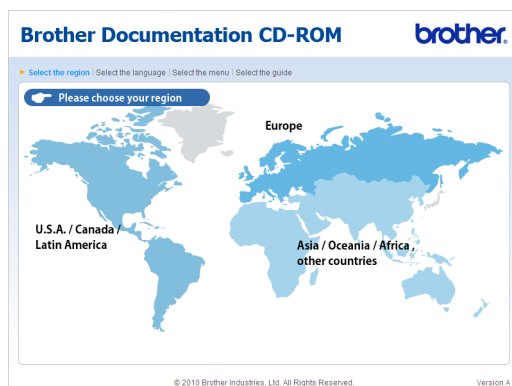 Brother Documentation CD-ROM
brother.
Select the region | Select the language | Select the menu | Select the guide
Please choose your region
Europe
U.S.A. / Canada /
Latin America
Asia / Oceania / Africa ,
other countries
© 2010 Brother Industries, Ltd. All Rights Reserved.
Version A